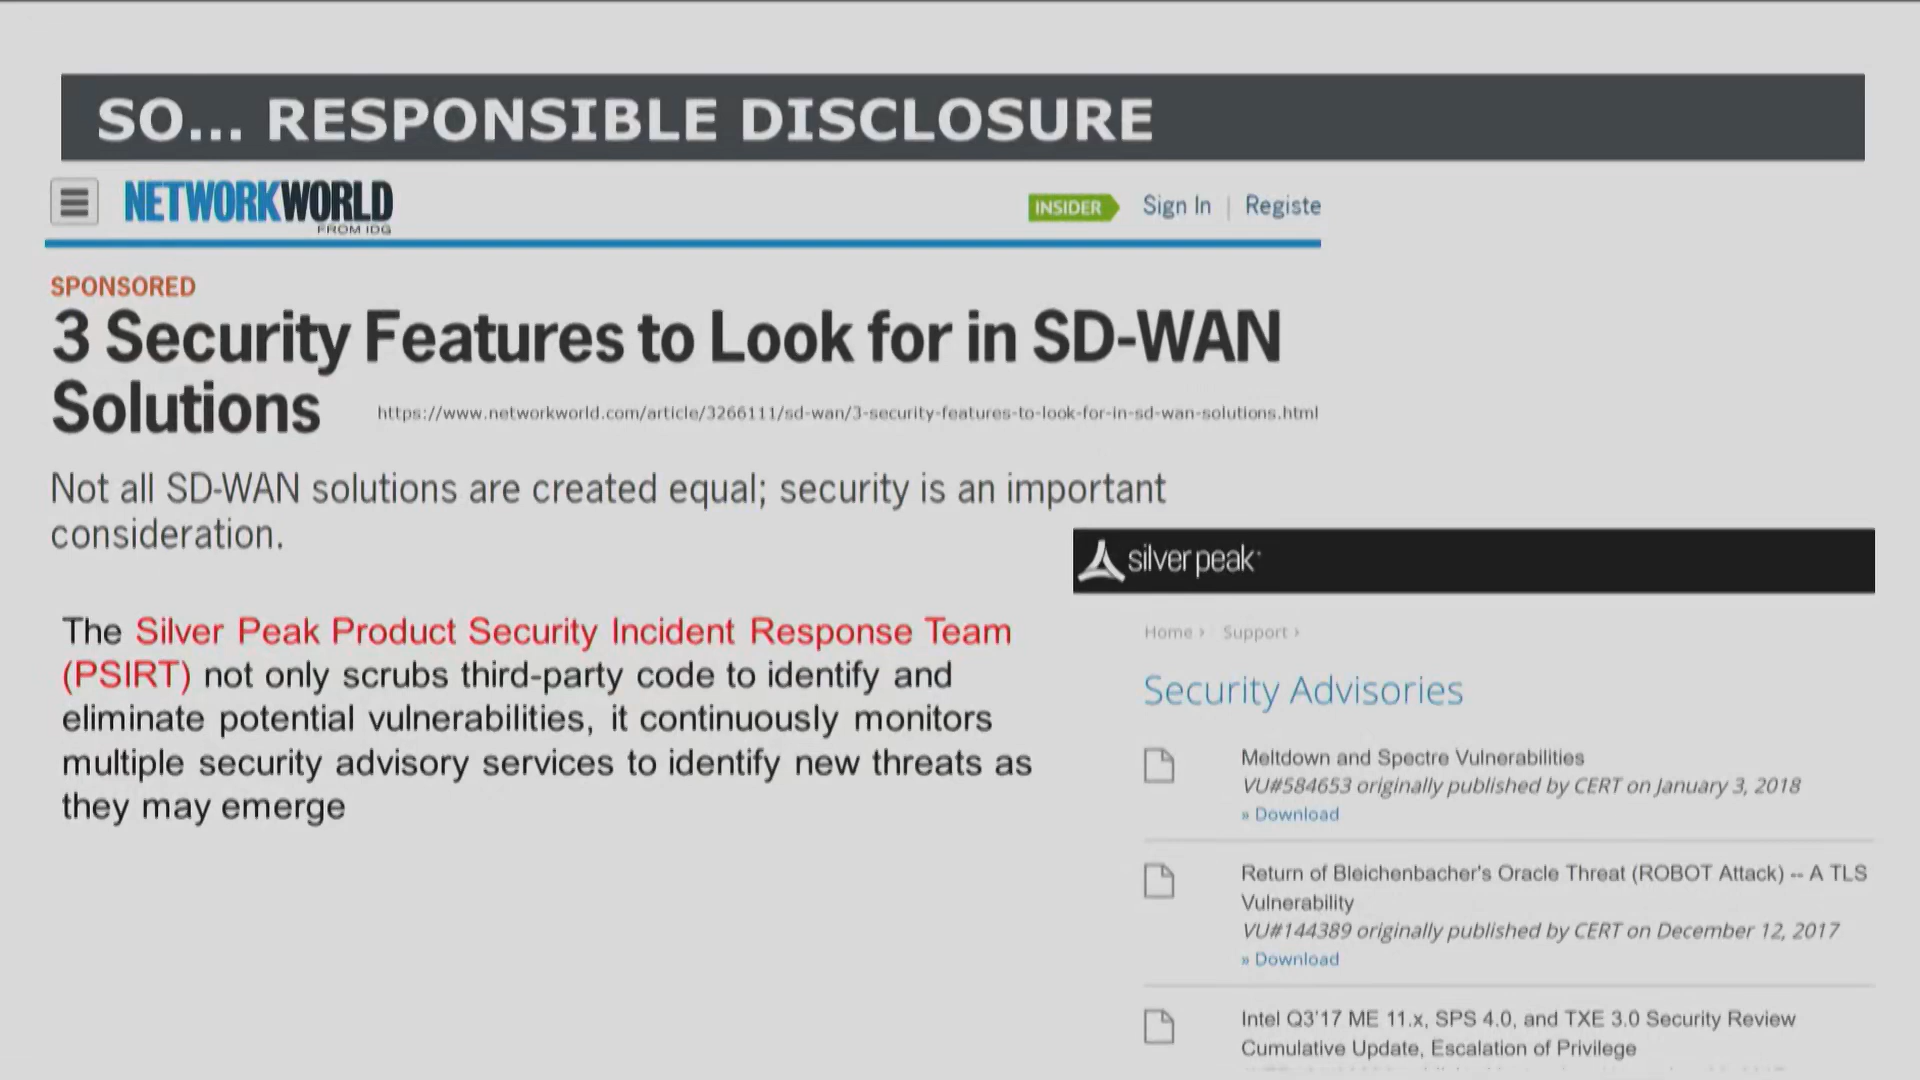 SO... RESPONSIBLE DISCLOSURE
NETWORKWORLD
FROM IDG
INSIDER
Sign In | Registe
SPONSORED
3 Security Features to Look for in SD-WAN
Solutions
https://www.networkworld.com/article/3266111/sd-wan/3-security-features-to-look-for-in-sd-wan-solutions.html
Not all SD-WAN solutions are created equal; security is an important
consideration.
The Silver Peak Product Security Incident Response Team
(PSIRT) not only scrubs third-party code to identify and
eliminate potential vulnerabilities, it continuously monitors
multiple security advisory services to identify new threats as
they may emerge
silver peak
Home › Support ›
Security Advisories
Meltdown and Spectre Vulnerabilities
VU#584653 originally published by CERT on January 3, 2018
» Download
Return of Bleichenbacher's Oracle Threat (ROBOT Attack) -- A TLS
Vulnerability
VU#144389 originally published by CERT on December 12, 2017
» Download
Intel Q3'17 ME 11.x, SPS 4.0, and TXE 3.0 Security Review
Cumulative Update, Escalation of Privilege